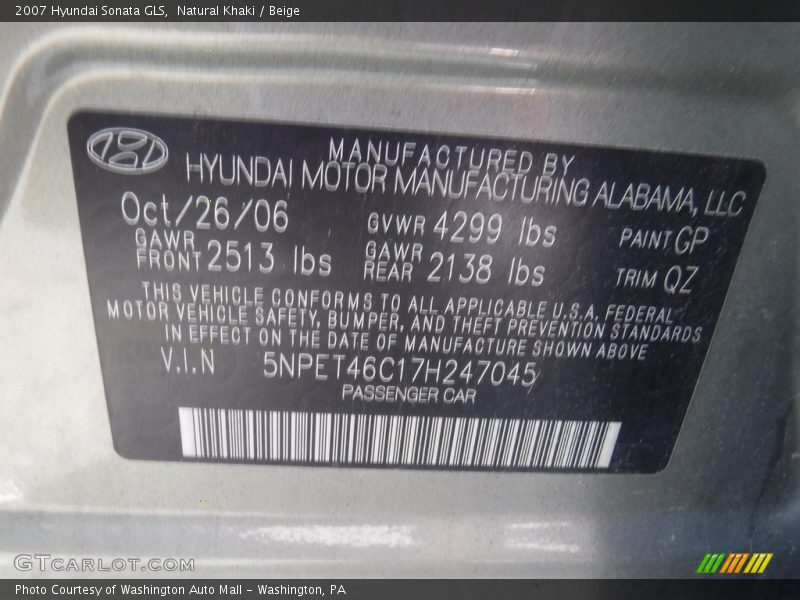 2007 Hyundai Sonata GLS, Natural Khaki / Beige
MANUFACTURED BY
HYUNDAI MOTOR MANUFACTURING ALABAMA, LLC
Oct/26/06 GVWR 4299 lbs PAINT GP
GAWR FRONT 2513 lbs GAWR REAR 2138 lbs TRIM QZ
THIS VEHICLE CONFORMS TO ALL APPLICABLE U.S.A. FEDERAL
MOTOR VEHICLE SAFETY, BUMPER, AND THEFT PREVENTION STANDARDS
IN EFFECT ON THE DATE OF MANUFACTURE SHOWN ABOVE
V.I.N 5NPET46C17H247045
PASSENGER CAR
GTCARLOT.COM
Photo Courtesy of Washington Auto Mall - Washington, PA